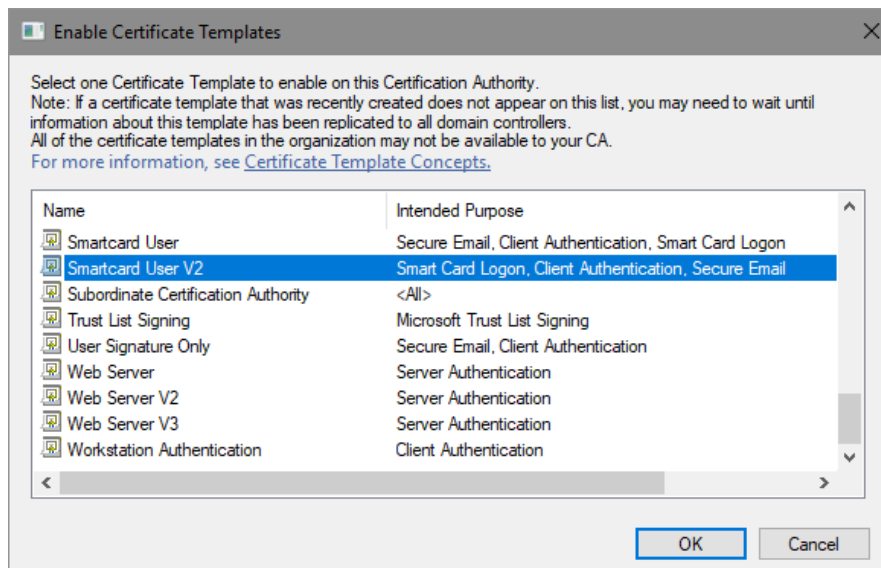 Enable Certificate Templates
Select one Certificate Template to enable on this Certification Authority.
Note: If a certificate template that was recently created does not appear on this list, you may need to wait until
information about this template has been replicated to all domain controllers.
All of the certificate templates in the organization may not be available to your CA.
For more information, see Certificate Template Concepts.
Name Intended Purpose
Smartcard User Secure Email, Client Authentication, Smart Card Logon
Smartcard User V2 Smart Card Logon, Client Authentication, Secure Email
Subordinate Certification Authority <All>
Trust List Signing Microsoft Trust List Signing
User Signature Only Secure Email, Client Authentication
Web Server Server Authentication
Web Server V2 Server Authentication
Web Server V3 Server Authentication
Workstation Authentication Client Authentication
OK Cancel